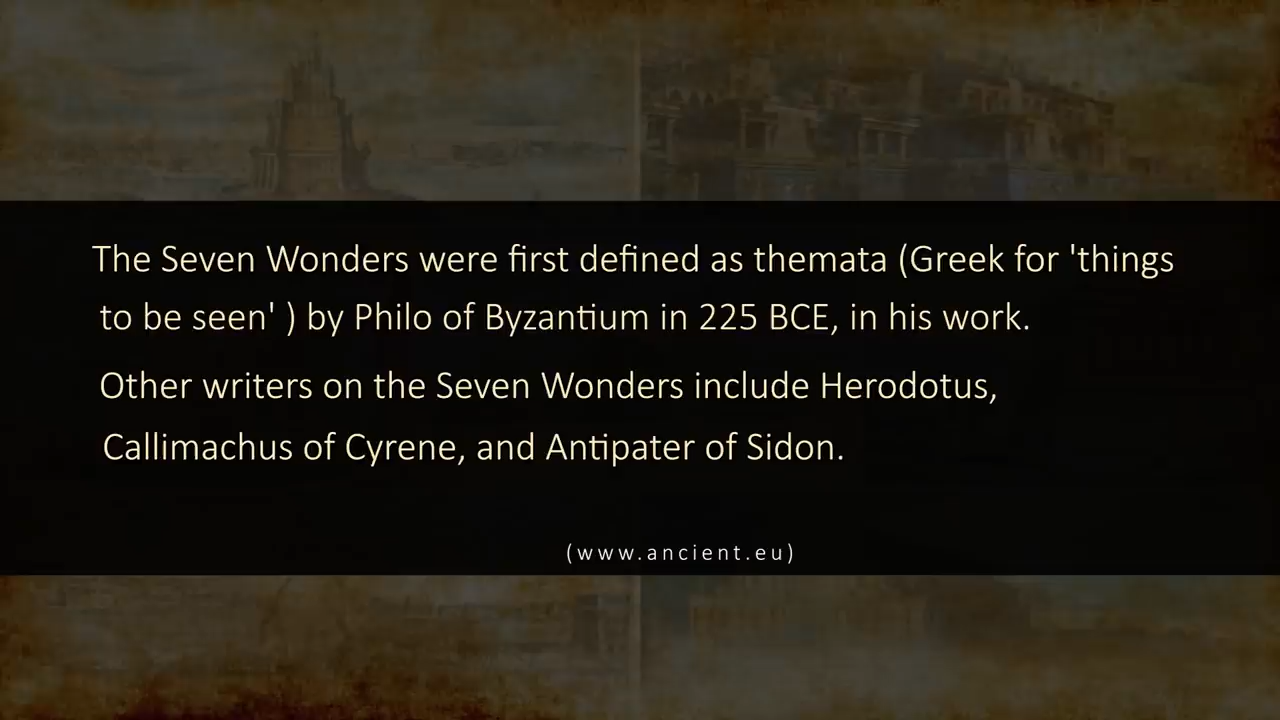 The Seven Wonders were first defined as themata (Greek for 'things
to be seen' ) by Philo of Byzantium in 225 BCE, in his work.
Other writers on the Seven Wonders include Herodotus,
Callimachus of Cyrene, and Antipater of Sidon.
(www.ancient.eu)